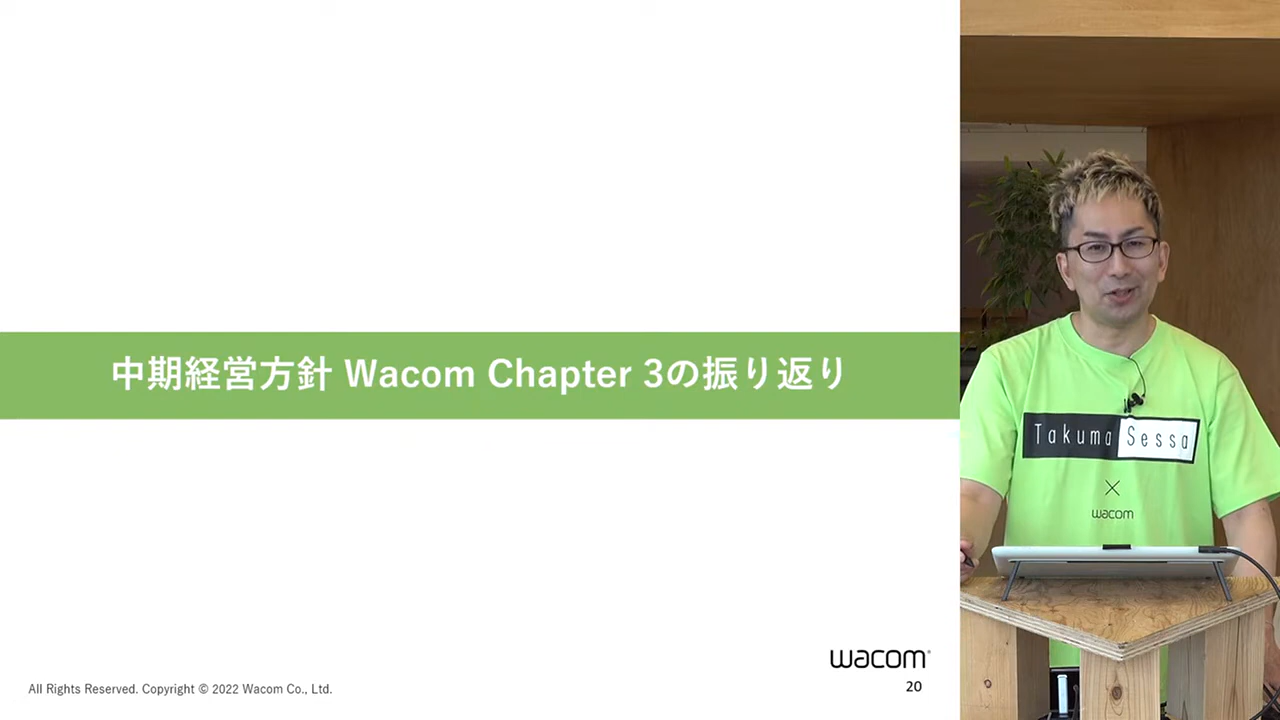 中期経営方針 Wacom Chapter 3の振り返り
Takuma Sessa
×
wacom
wacom®
All Rights Reserved. Copyright © 2022 Wacom Co., Ltd.
20